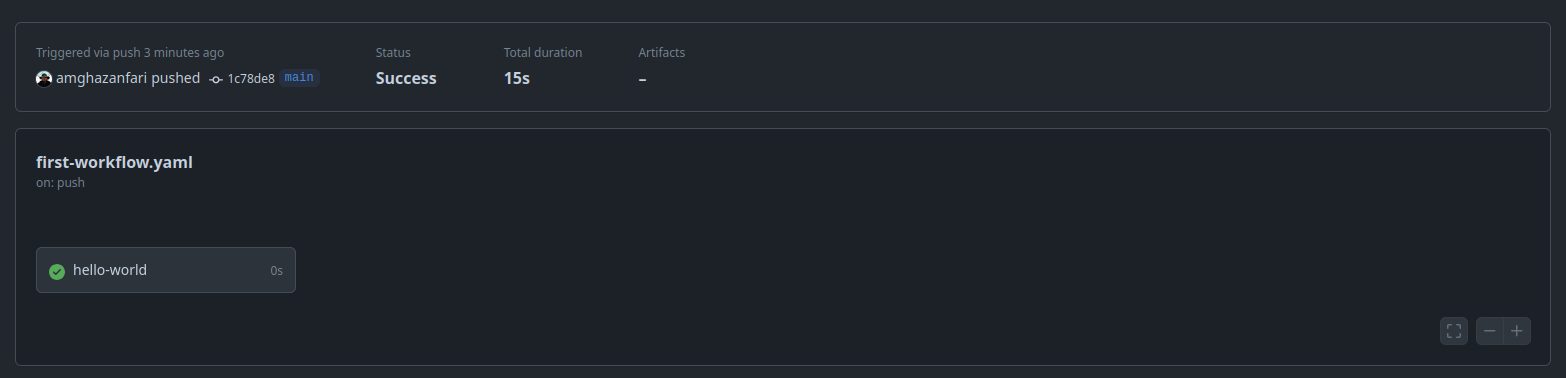 Triggered via push 3 minutes ago
amghazanfari pushed 1c78de8 main
Status
Success
Total duration
15s
Artifacts
–
first-workflow.yaml
on: push
hello-world 0s